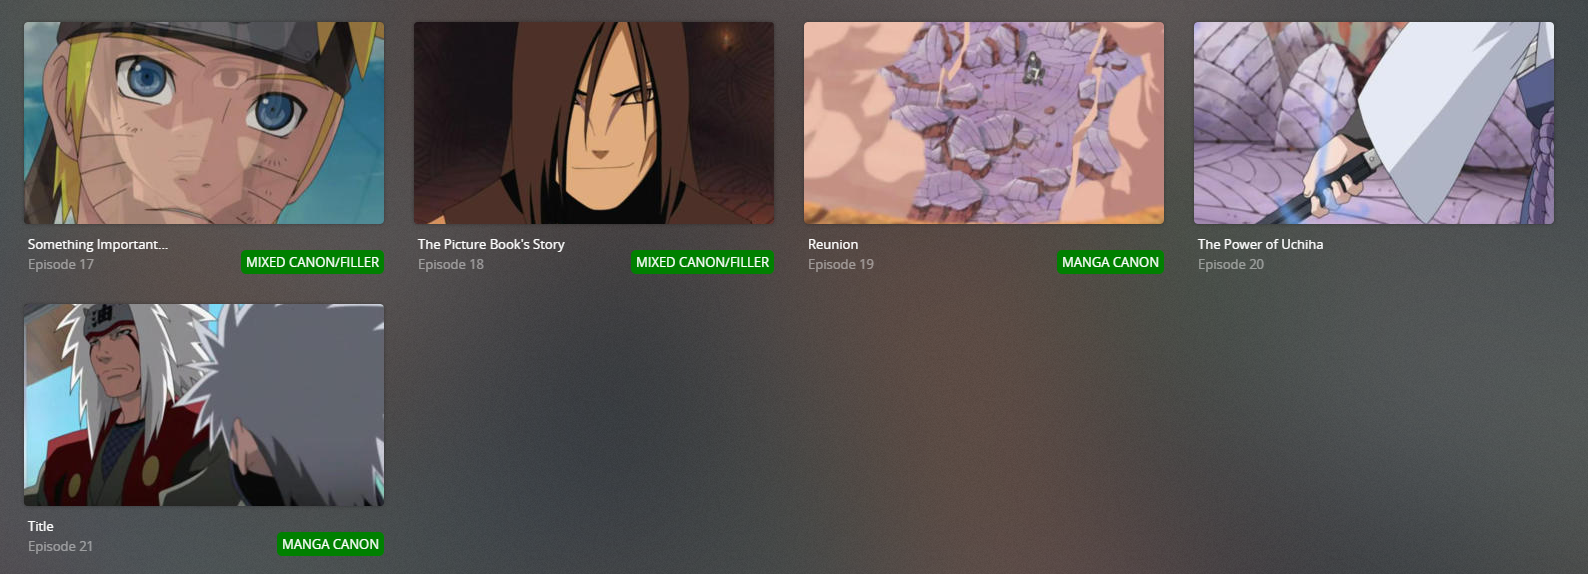 Something Important...
Episode 17
MIXED CANON/FILLER
The Picture Book's Story
Episode 18
MIXED CANON/FILLER
Reunion
Episode 19
MANGA CANON
The Power of Uchiha
Episode 20
油
Title
Episode 21
MANGA CANON